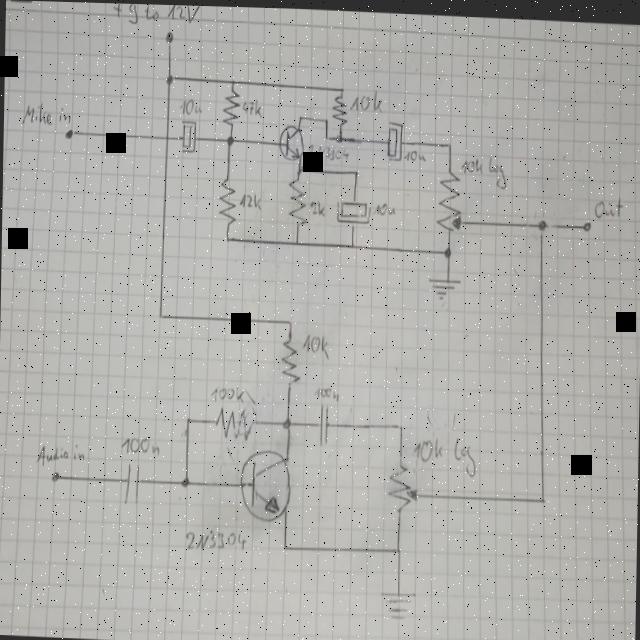 +9 to 12V
10u
47k
10k
Mike in
10u
10k log
12k
2k
10u
Out
10k
100k
100n
Audio in
100n
10k log
2N3904